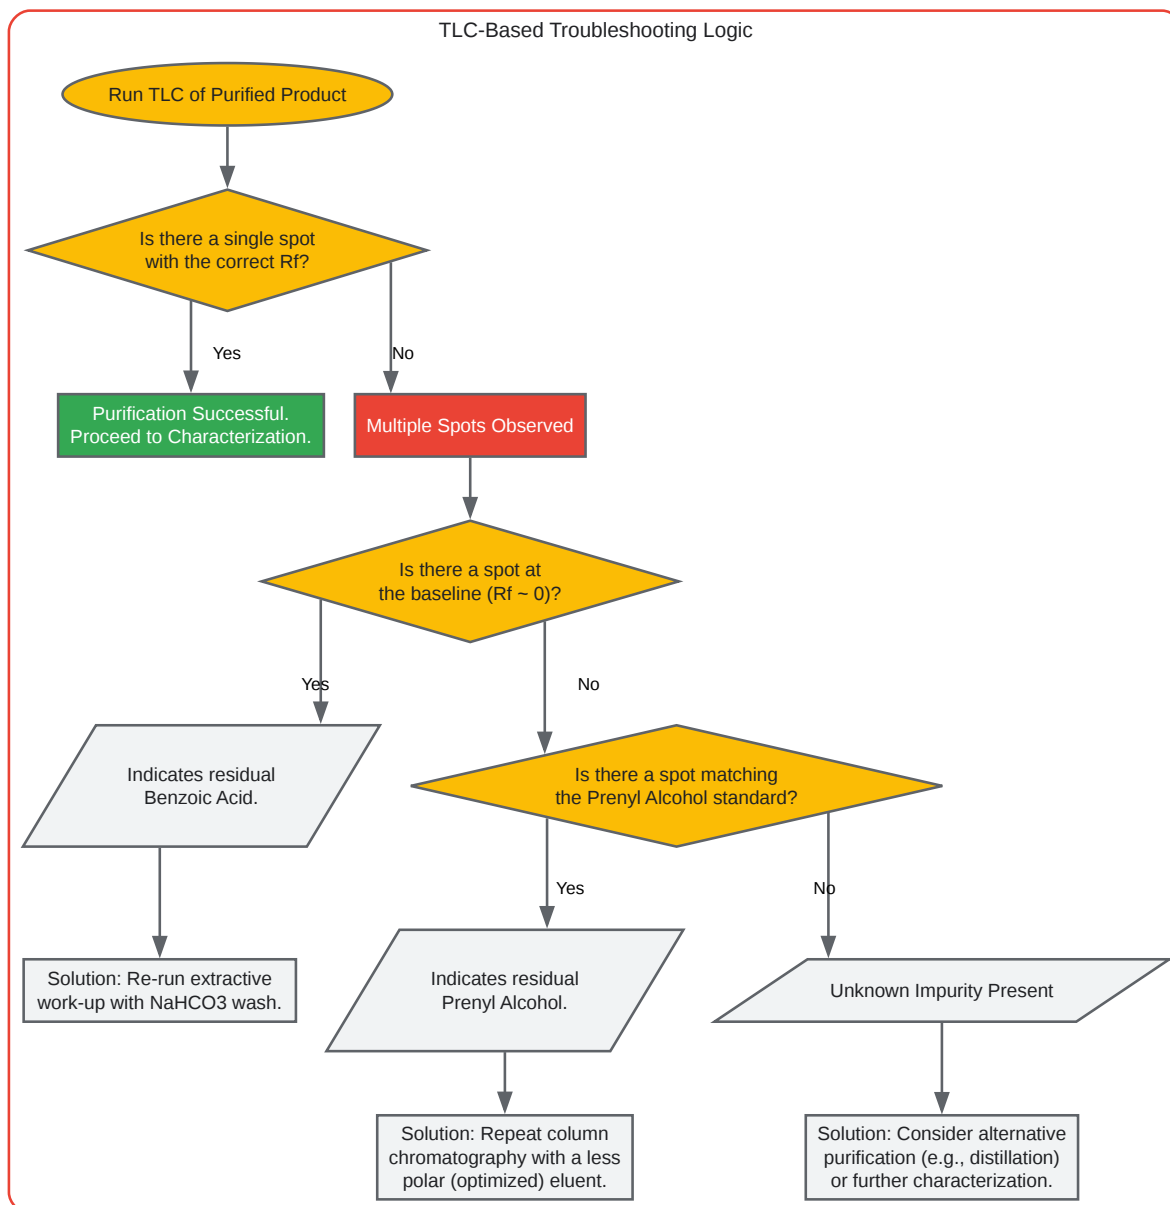 TLC-Based Troubleshooting Logic
Run TLC of Purified Product
Is there a single spot
with the correct Rf?
Yes
No
Purification Successful.
Proceed to Characterization.
Multiple Spots Observed
Is there a spot at
the baseline (Rf ~ 0)?
Yes
No
Indicates residual
Benzoic Acid.
Is there a spot matching
the Prenyl Alcohol standard?
Yes
No
Solution: Re-run extractive
work-up with NaHCO3 wash.
Indicates residual
Prenyl Alcohol.
Unknown Impurity Present
Solution: Repeat column
chromatography with a less
polar (optimized) eluent.
Solution: Consider alternative
purification (e.g., distillation)
or further characterization.